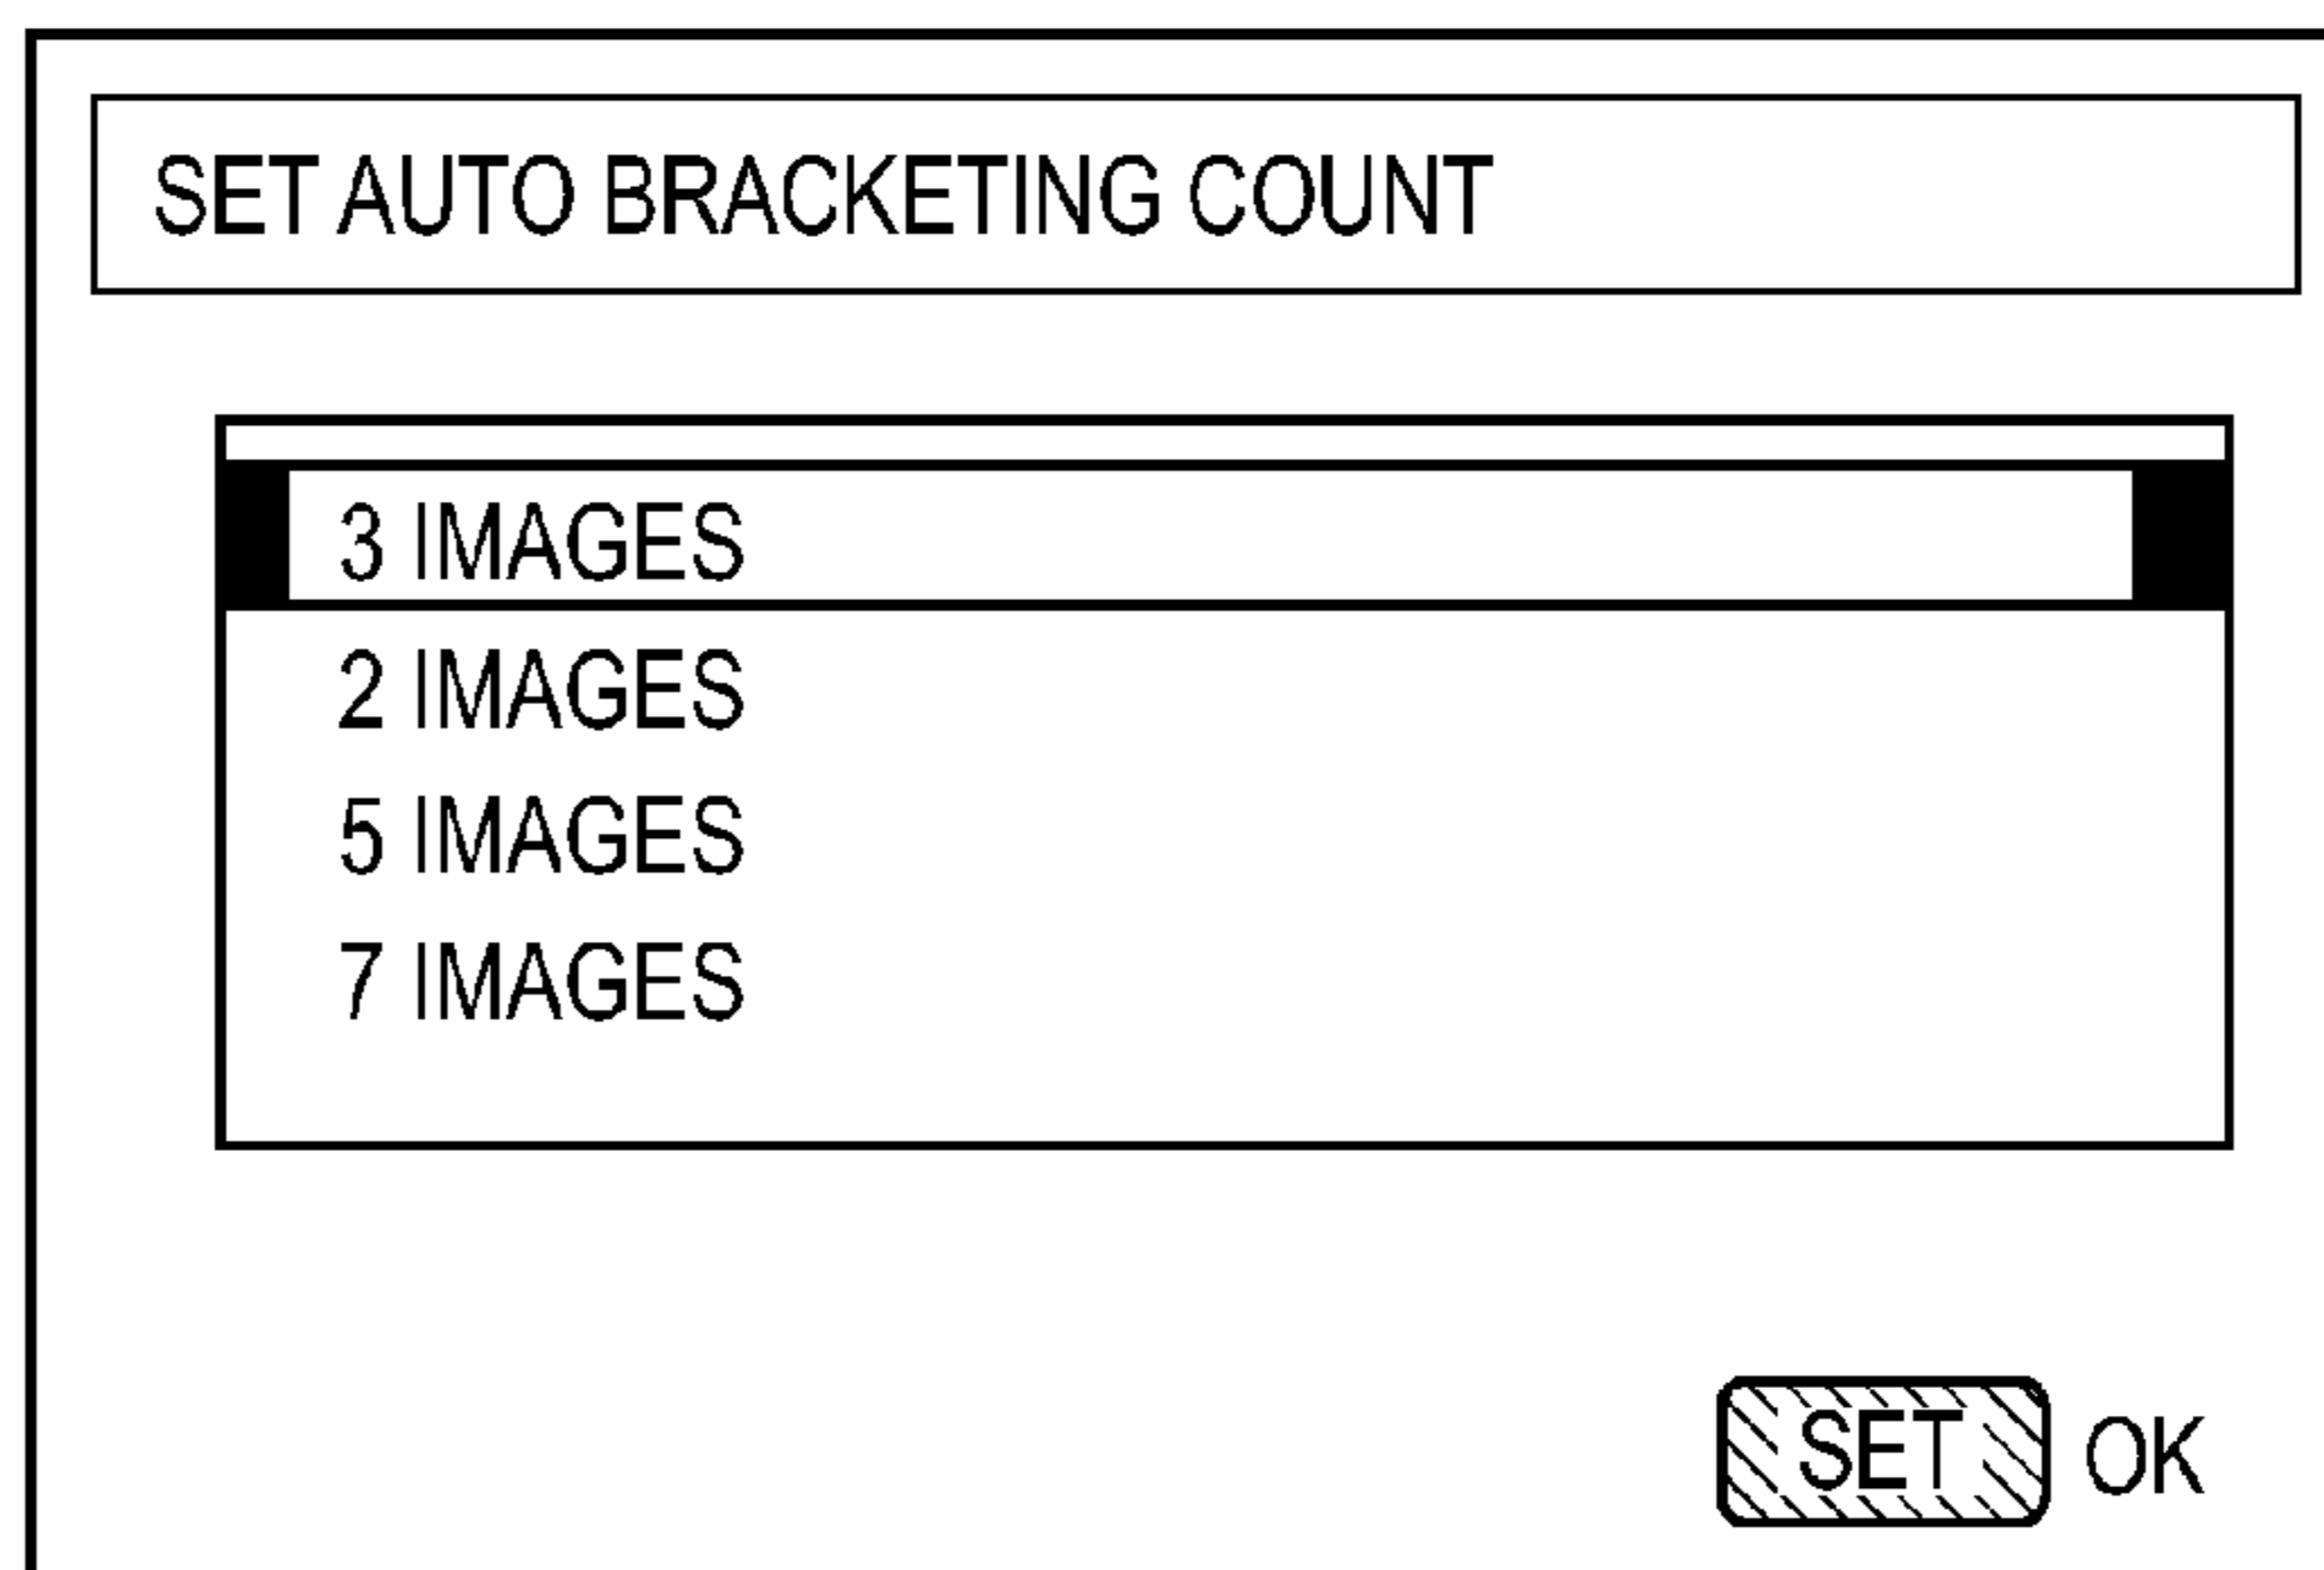 SET AUTO BRACKETING COUNT
3 IMAGES
2 IMAGES
5 IMAGES
7 IMAGES
SET OK